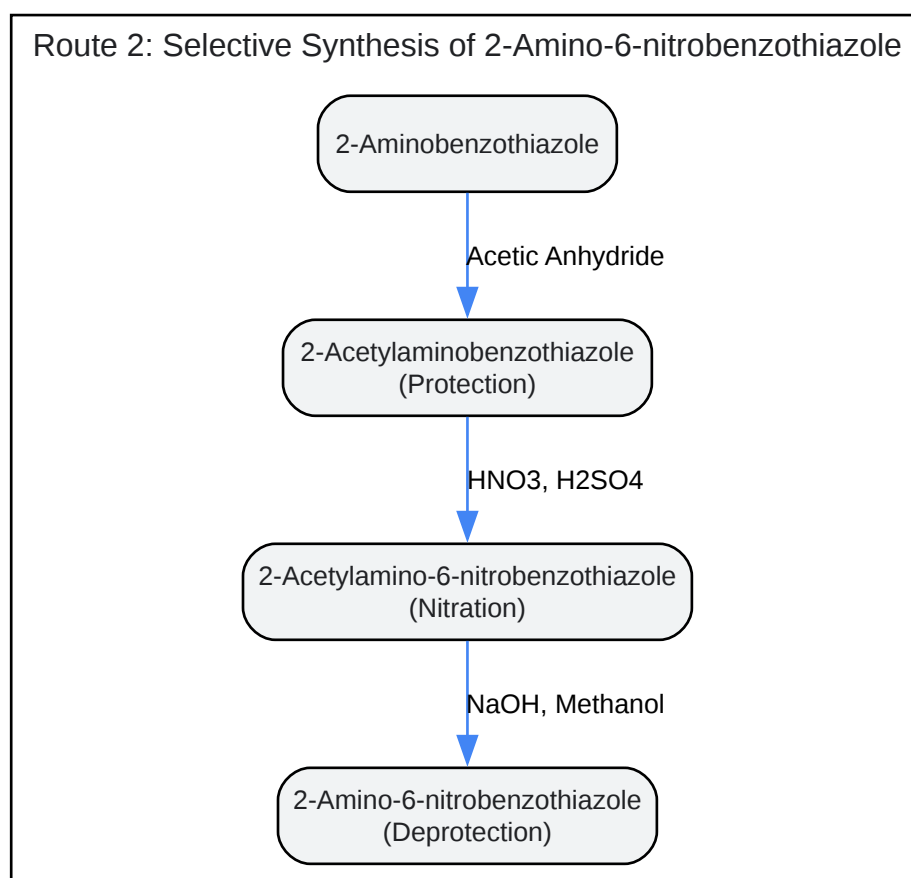 Route 2: Selective Synthesis of 2-Amino-6-nitrobenzothiazole
2-Aminobenzothiazole
Acetic Anhydride
2-Acetylaminobenzothiazole
(Protection)
HNO3, H2SO4
2-Acetylamino-6-nitrobenzothiazole
(Nitration)
NaOH, Methanol
2-Amino-6-nitrobenzothiazole
(Deprotection)